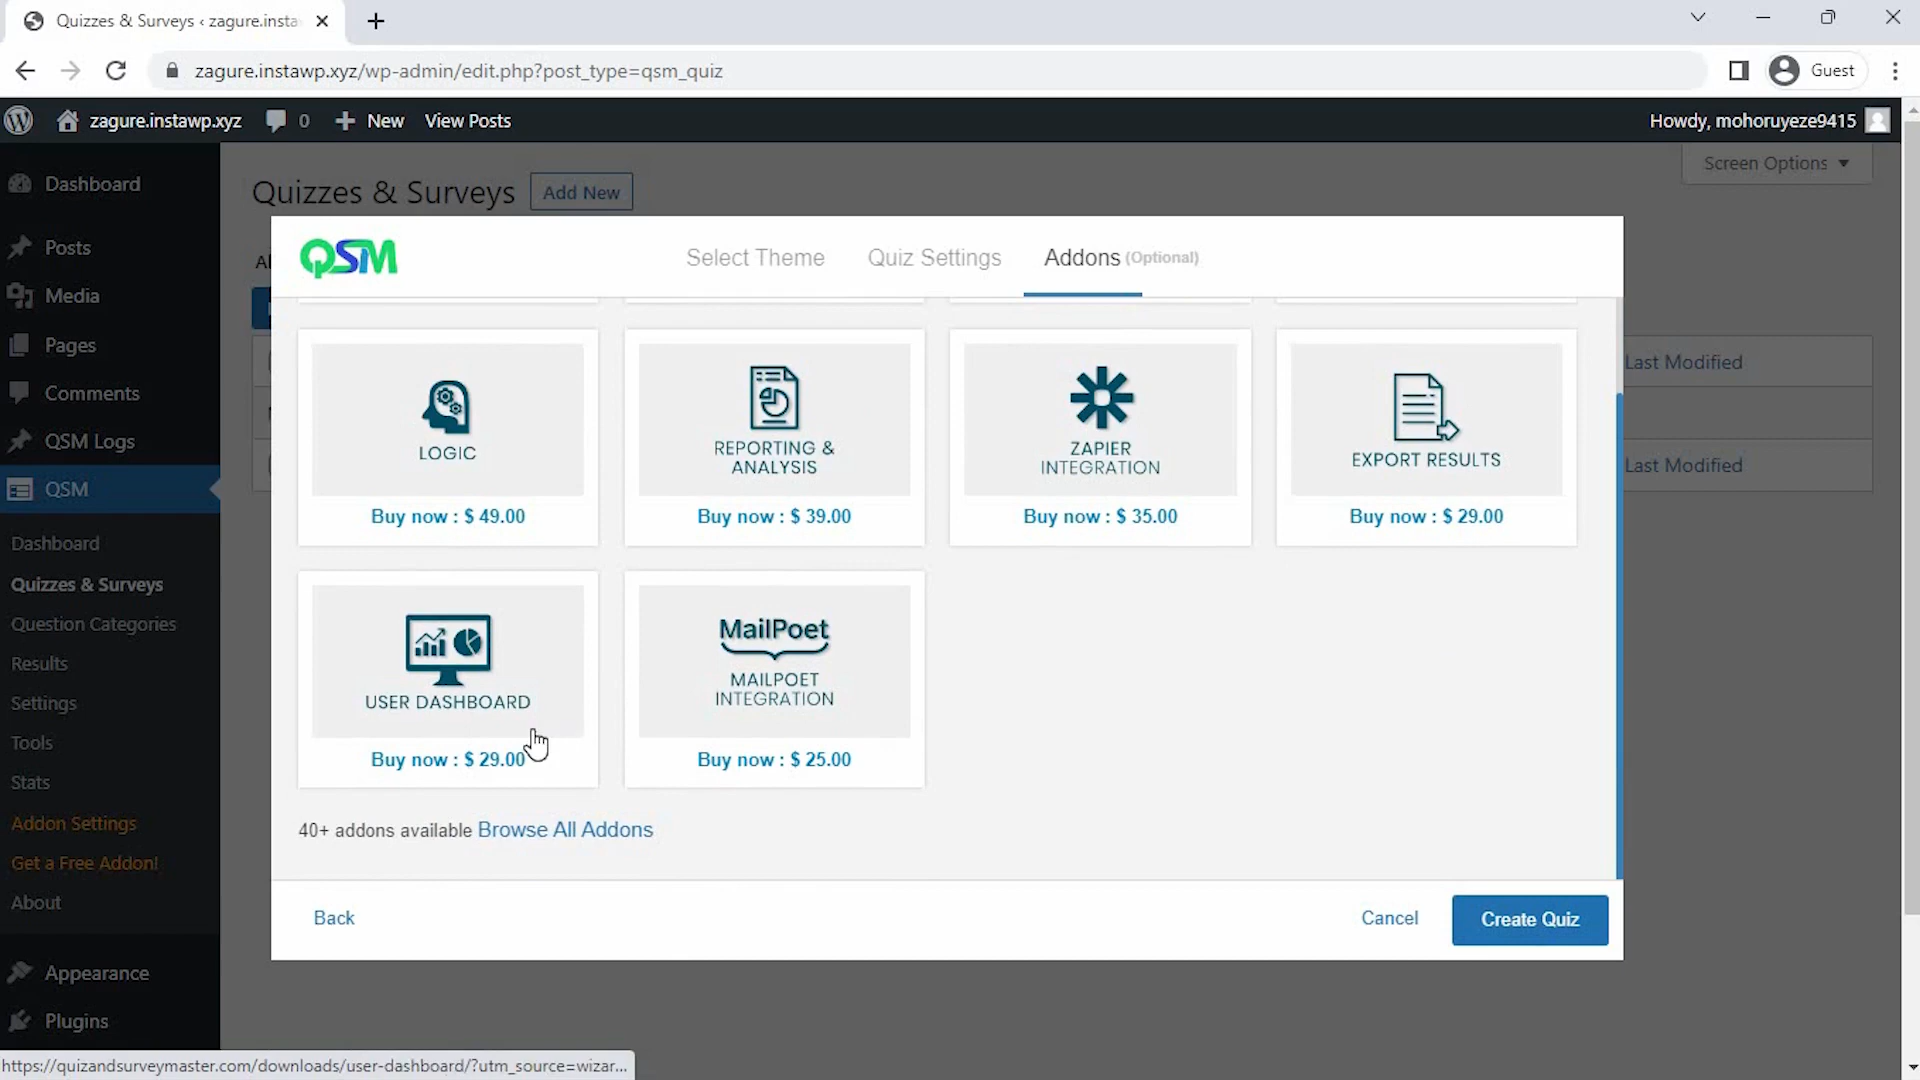 Quizzes & Surveys ‹ zagure.insta
zagure.instawp.xyz/wp-admin/edit.php?post_type=qsm_quiz
Guest
zagure.instawp.xyz
0
New
View Posts
Howdy, mohoruyeze9415
Screen Options
Dashboard
Posts
Media
Pages
Comments
QSM Logs
QSM
Dashboard
Quizzes & Surveys
Question Categories
Results
Settings
Tools
Stats
Addon Settings
Get a Free Addon!
About
Appearance
Plugins
Quizzes & Surveys
Add New
Al
Last Modified
Last Modified
QSM
Select Theme
Quiz Settings
Addons (Optional)
LOGIC
Buy now : $ 49.00
REPORTING &
ANALYSIS
Buy now : $ 39.00
ZAPIER
INTEGRATION
Buy now : $ 35.00
EXPORT RESULTS
Buy now : $ 29.00
USER DASHBOARD
Buy now : $ 29.00
MailPoet
MAILPOET
INTEGRATION
Buy now : $ 25.00
40+ addons available Browse All Addons
Back
Cancel
Create Quiz
https://quizandsurveymaster.com/downloads/user-dashboard/?utm_source=wizar...